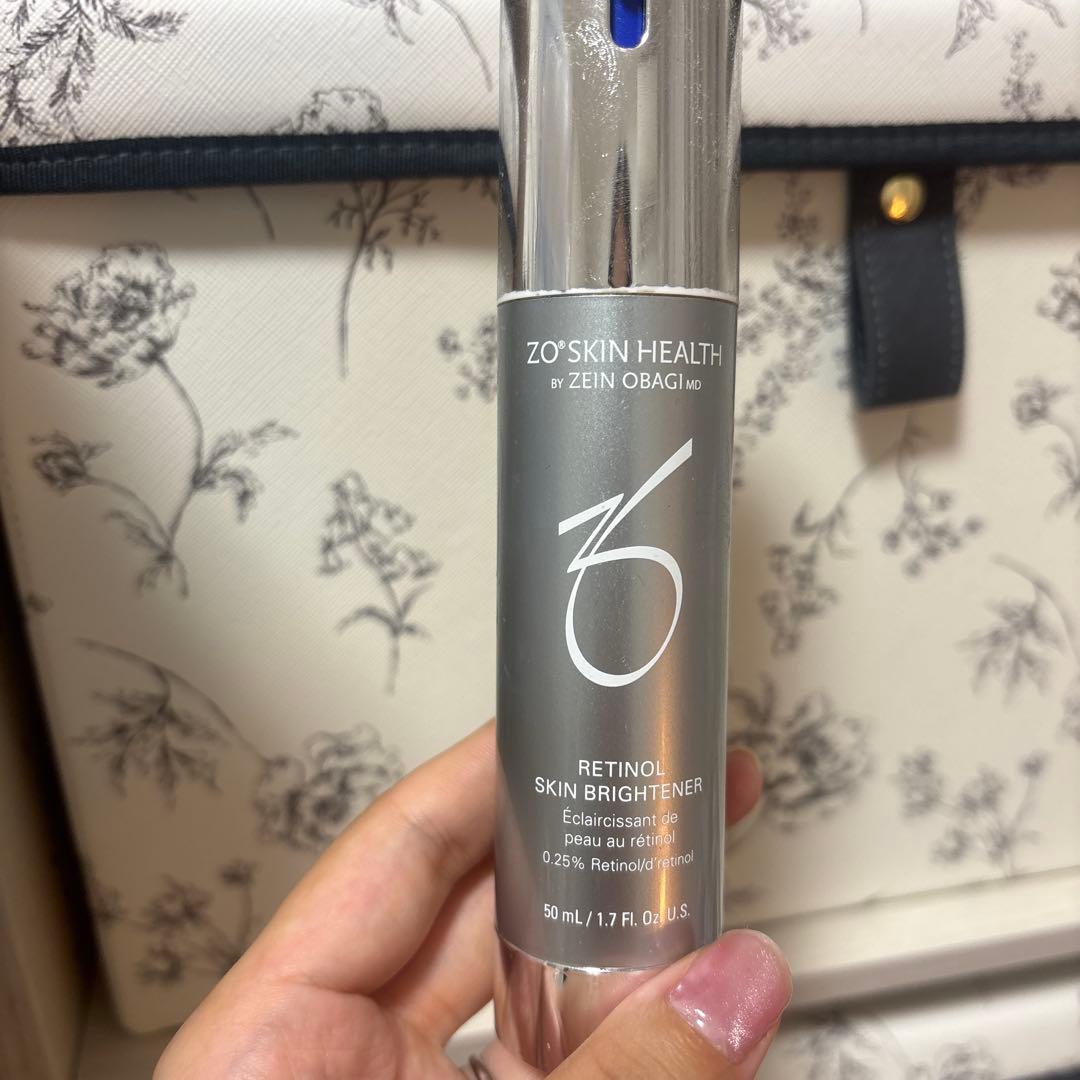 ZO® SKIN HEALTH
BY ZEIN OBAGI MD
RETINOL
SKIN BRIGHTENER
Éclaircissant de
peau au rétinol
0.25% Retinol/d'rétinol
50 mL / 1.7 Fl. Oz. U.S.